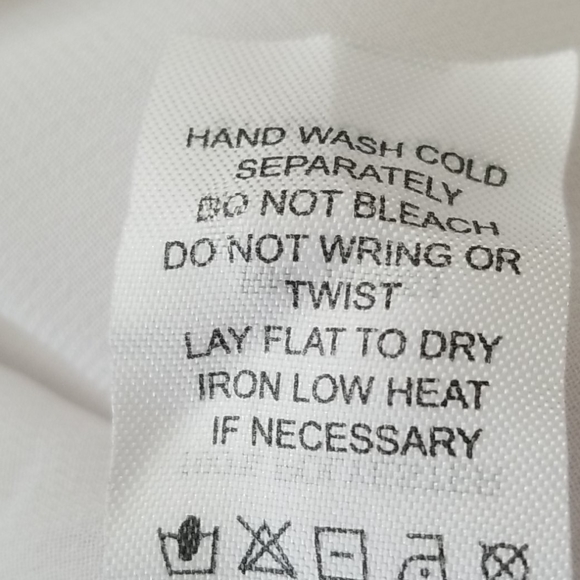 HAND WASH COLD
SEPARATELY
DO NOT BLEACH
DO NOT WRING OR
TWIST
LAY FLAT TO DRY
IRON LOW HEAT
IF NECESSARY